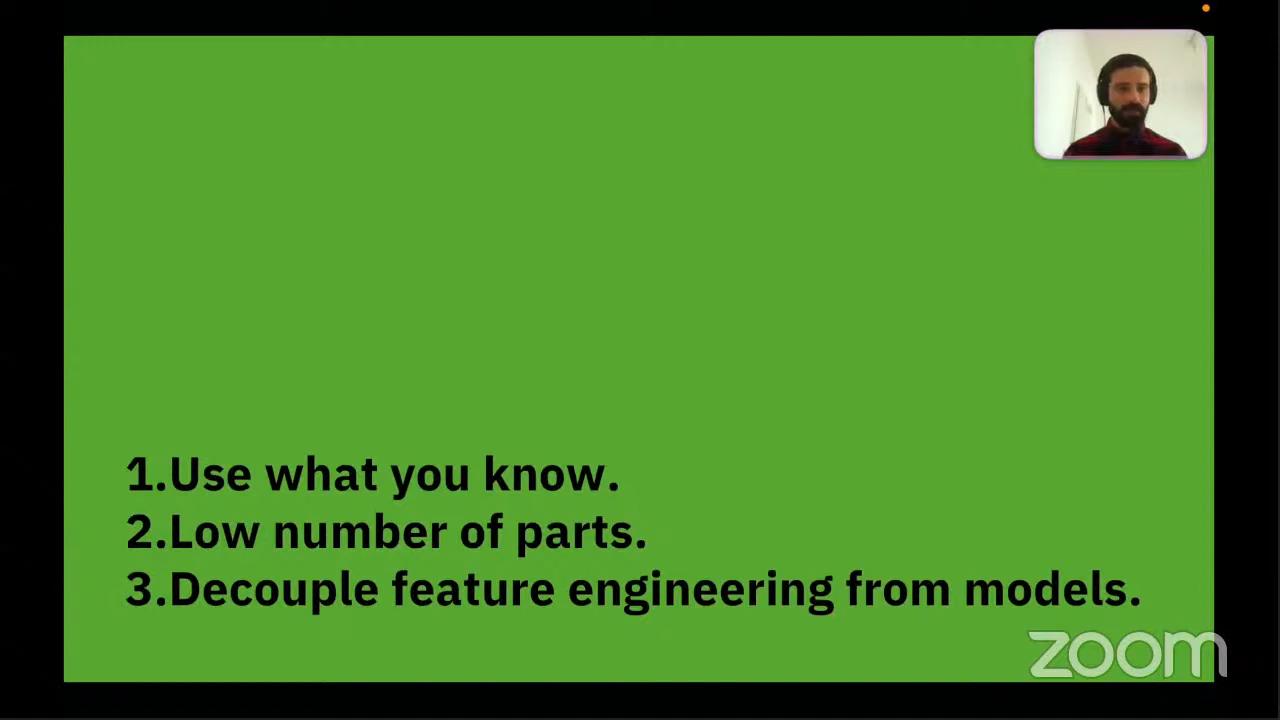 1.Use what you know.
2.Low number of parts.
3.Decouple feature engineering from models.
zoom